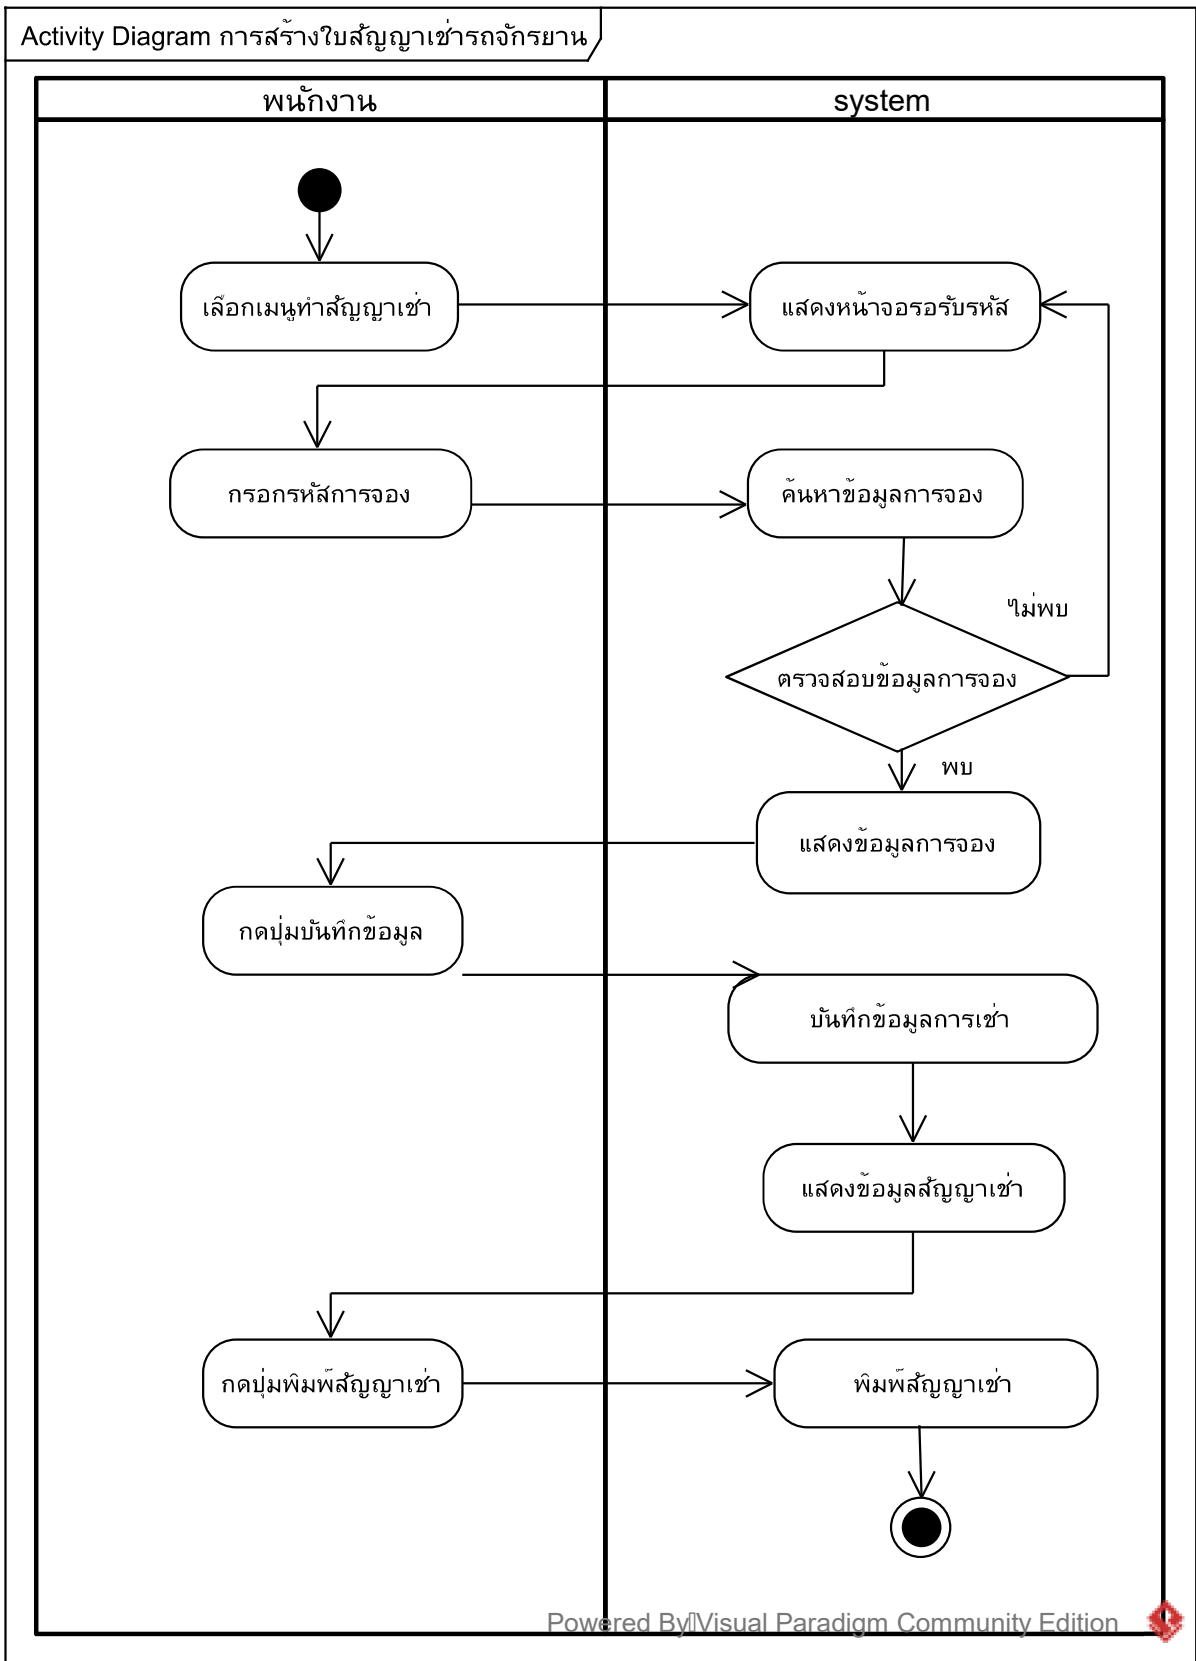 Activity Diagram การสร้างใบสัญญาเช่ารถจักรยาน
พนักงาน
system
เลือกเมนูทำสัญญาเช่า
แสดงหน้าจอรอรับรหัส
กรอกรหัสการจอง
ค้นหาข้อมูลการจอง
ไม่พบ
ตรวจสอบข้อมูลการจอง
พบ
แสดงข้อมูลการจอง
กดปุ่มบันทึกข้อมูล
บันทึกข้อมูลการเช่า
แสดงข้อมูลสัญญาเช่า
กดปุ่มพิมพ์สัญญาเช่า
พิมพ์สัญญาเช่า
Powered By Visual Paradigm Community Edition